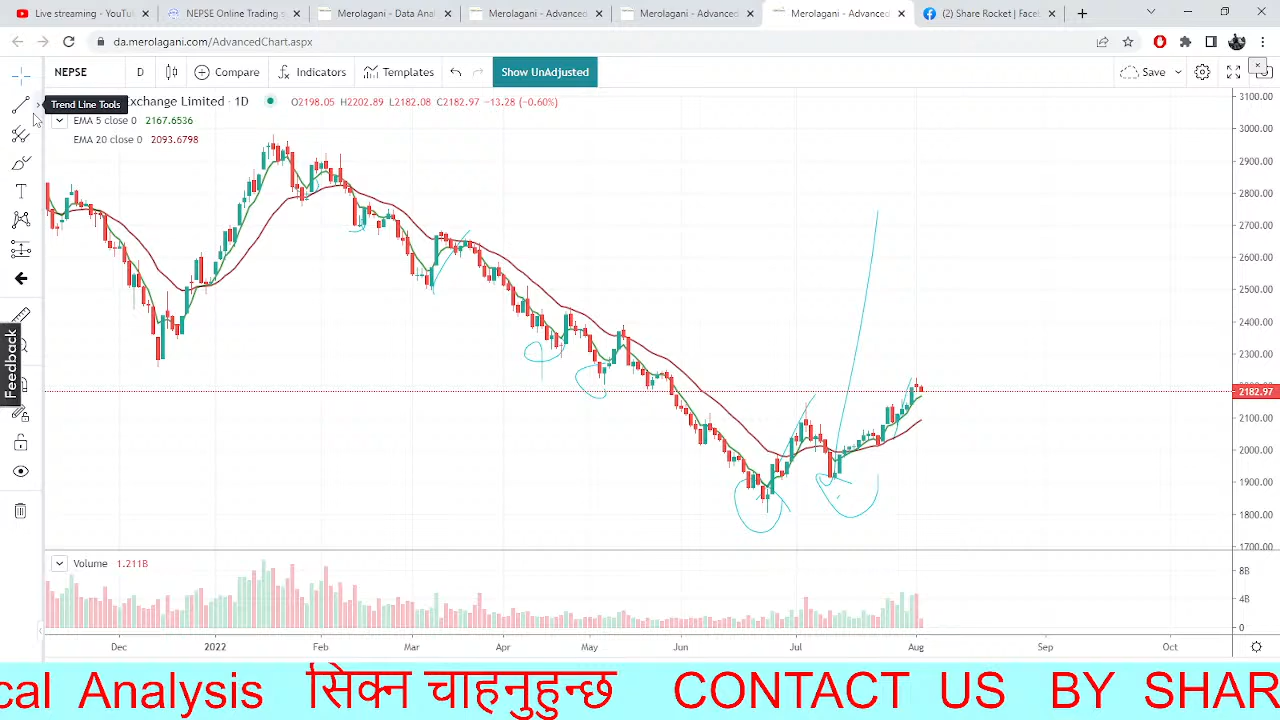 Live streaming - YouTu
NEPSE Online Trading s
Merolagani - Data Anal
Merolagani - Advanced
Merolagani - Advanced
Merolagani - Advanced
(2) Share Rocket | Face
da.merolagani.com/AdvancedChart.aspx
NEPSE
D
Compare
Indicators
Templates
Show UnAdjusted
Save
Trend Line Tools
Exchange Limited · 1D
O2198.05 H2202.89 L2182.08 C2182.97 −13.28 (−0.60%)
EMA 5 close 0 2167.6536
EMA 20 close 0 2093.6798
3100.00
3000.00
2900.00
2800.00
2700.00
2600.00
2500.00
2400.00
2300.00
2182.97
2100.00
2000.00
1900.00
1800.00
1700.00
Feedback
Volume 1.211B
8B
4B
0
Dec 2022 Feb Mar Apr May Jun Jul Aug Sep Oct
cal Analysis सिक्न चाहनुहुन्छ CONTACT US BY SHAR